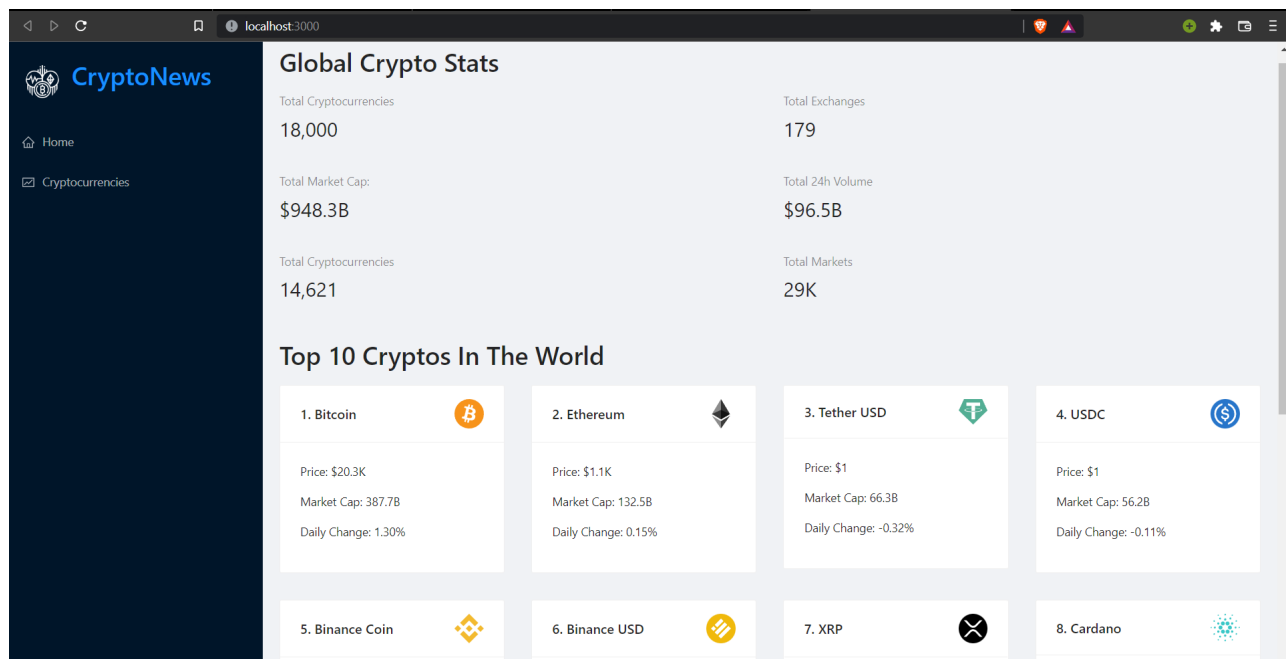 localhost:3000
CryptoNews
Home
Cryptocurrencies
Global Crypto Stats
Total Cryptocurrencies
18,000
Total Exchanges
179
Total Market Cap:
$948.3B
Total 24h Volume
$96.5B
Total Cryptocurrencies
14,621
Total Markets
29K
Top 10 Cryptos In The World
1. Bitcoin
Price: $20.3K
Market Cap: 387.7B
Daily Change: 1.30%
2. Ethereum
Price: $1.1K
Market Cap: 132.5B
Daily Change: 0.15%
3. Tether USD
Price: $1
Market Cap: 66.3B
Daily Change: -0.32%
4. USDC
Price: $1
Market Cap: 56.2B
Daily Change: -0.11%
5. Binance Coin
6. Binance USD
7. XRP
8. Cardano